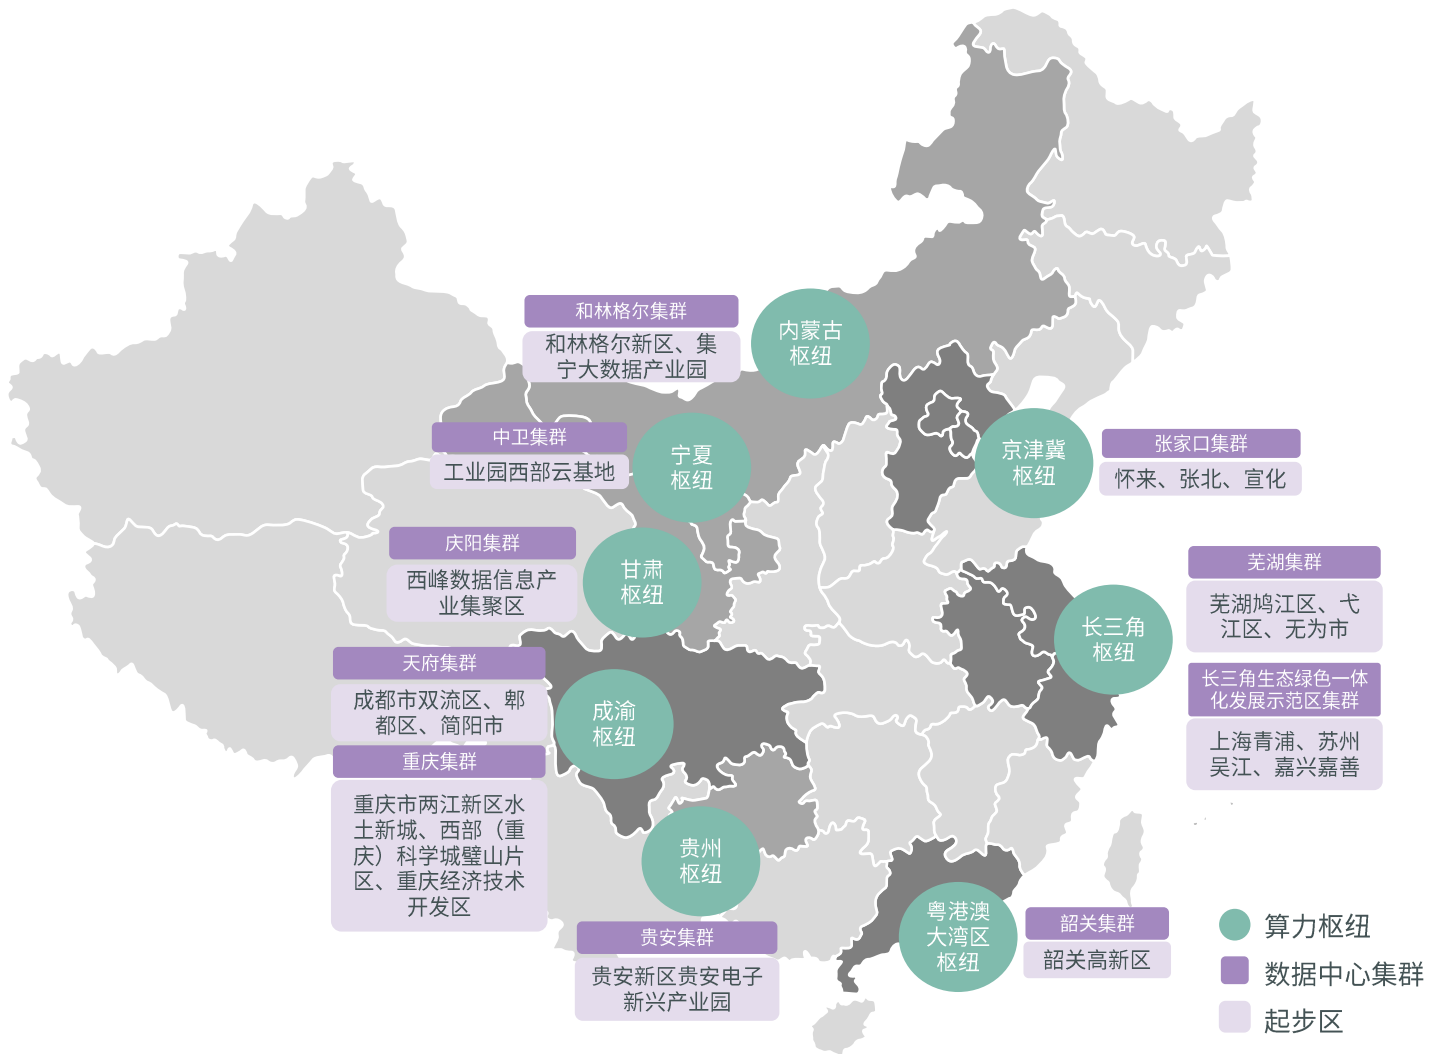 和林格尔集群
和林格尔新区、集
宁大数据产业园
内蒙古
枢纽
中卫集群
工业园西部云基地
宁夏
枢纽
京津冀
枢纽
张家口集群
怀来、张北、宣化
庆阳集群
西峰数据信息产
业集聚区
甘肃
枢纽
长三角
枢纽
芜湖集群
芜湖鸠江区、弋
江区、无为市
长三角生态绿色一体
化发展示范区集群
上海青浦、苏州
吴江、嘉兴嘉善
天府集群
成都市双流区、郫
都区、简阳市
成渝
枢纽
重庆集群
重庆市两江新区水
土新城、西部（重
庆）科学城璧山片
区、重庆经济技术
开发区
贵州
枢纽
贵安集群
贵安新区贵安电子
新兴产业园
粤港澳
大湾区
枢纽
韶关集群
韶关高新区
算力枢纽
数据中心集群
起步区